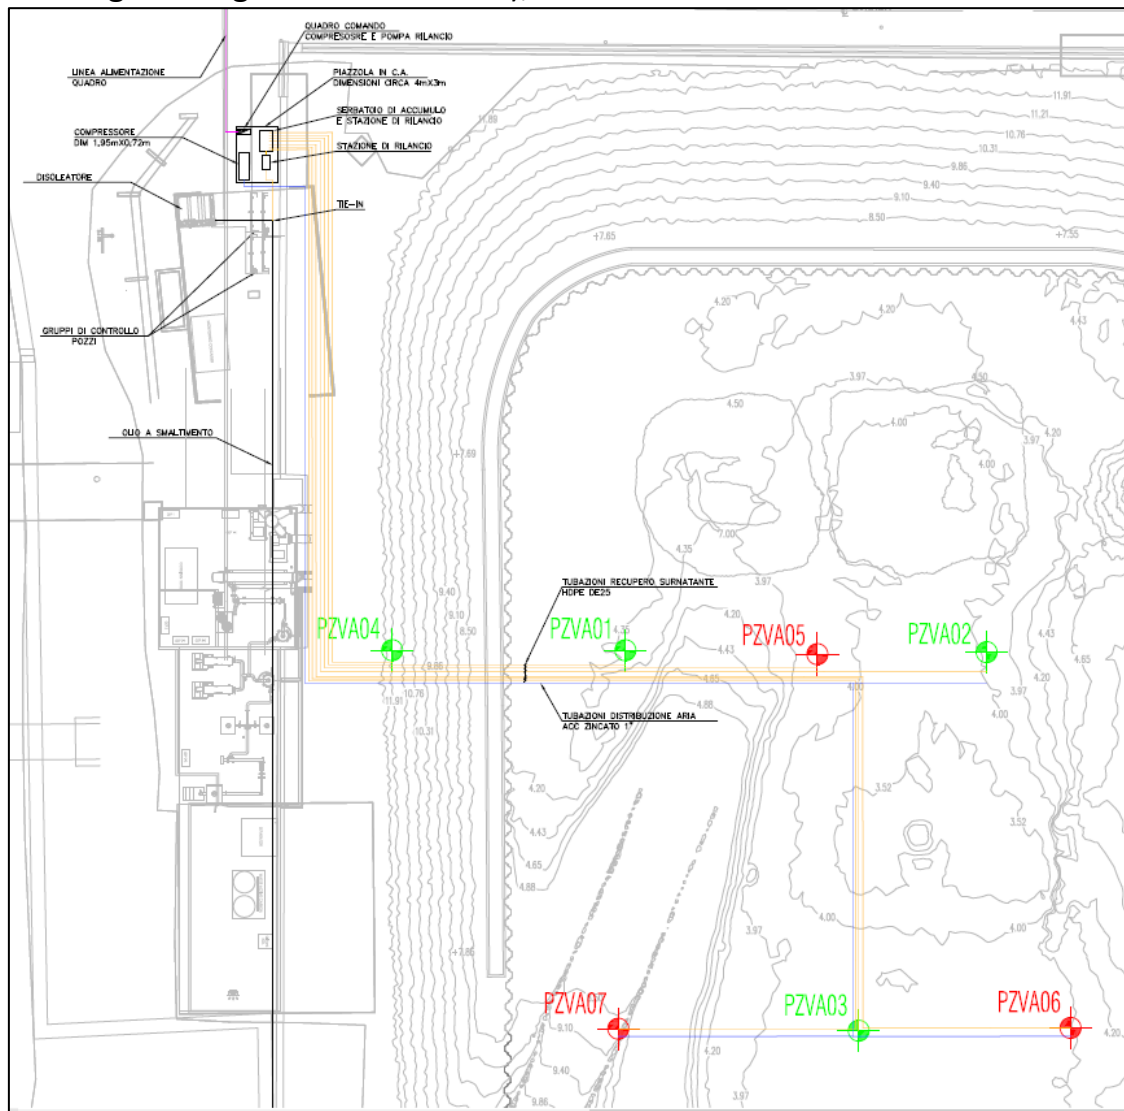 QUADRO COMANDO
COMPRESOSRE E POMPA RILANCIO
LINEA ALIMENTAZIONE
QUADRO
PIAZZOLA IN C.A.
DIMENSIONI CIRCA 4mX3m
SERBATOIO DI ACCUMULO
E STAZIONE DI RILANCIO
COMPRESSORE
DIM 1,95mX0,72m
STAZIONE DI RILANCIO
DISOLEATORE
TIE-IN
GRUPPI DI CONTROLLO
POZZI
OLIO A SMALTIMENTO
TUBAZIONI RECUPERO SURNATANTE
HDPE DE25
TUBAZIONI DISTRIBUZIONE ARIA
ACC ZINCATO 1"
PZVA04
PZVA01
PZVA05
PZVA02
PZVA07
PZVA03
PZVA06
11.89
11.91
11.21
10.76
10.31
9.86
9.40
9.10
8.50
+7.65
+7.55
4.20
4.20
4.43
3.97
4.50
4.50
4.00
3.97
4.20
4.00
+7.69
7.00
4.35
3.97
9.40
9.10
8.50
4.35
4.20
4.43
4.65
4.88
4.65
4.20
3.97
9.86
10.76
11.91
10.31
4.00
4.00
3.52
3.52
4.20
4.43
4.65
4.88
3.97
4.00
4.00
+7.86
9.10
9.40
9.86
4.20
3.97
4.20